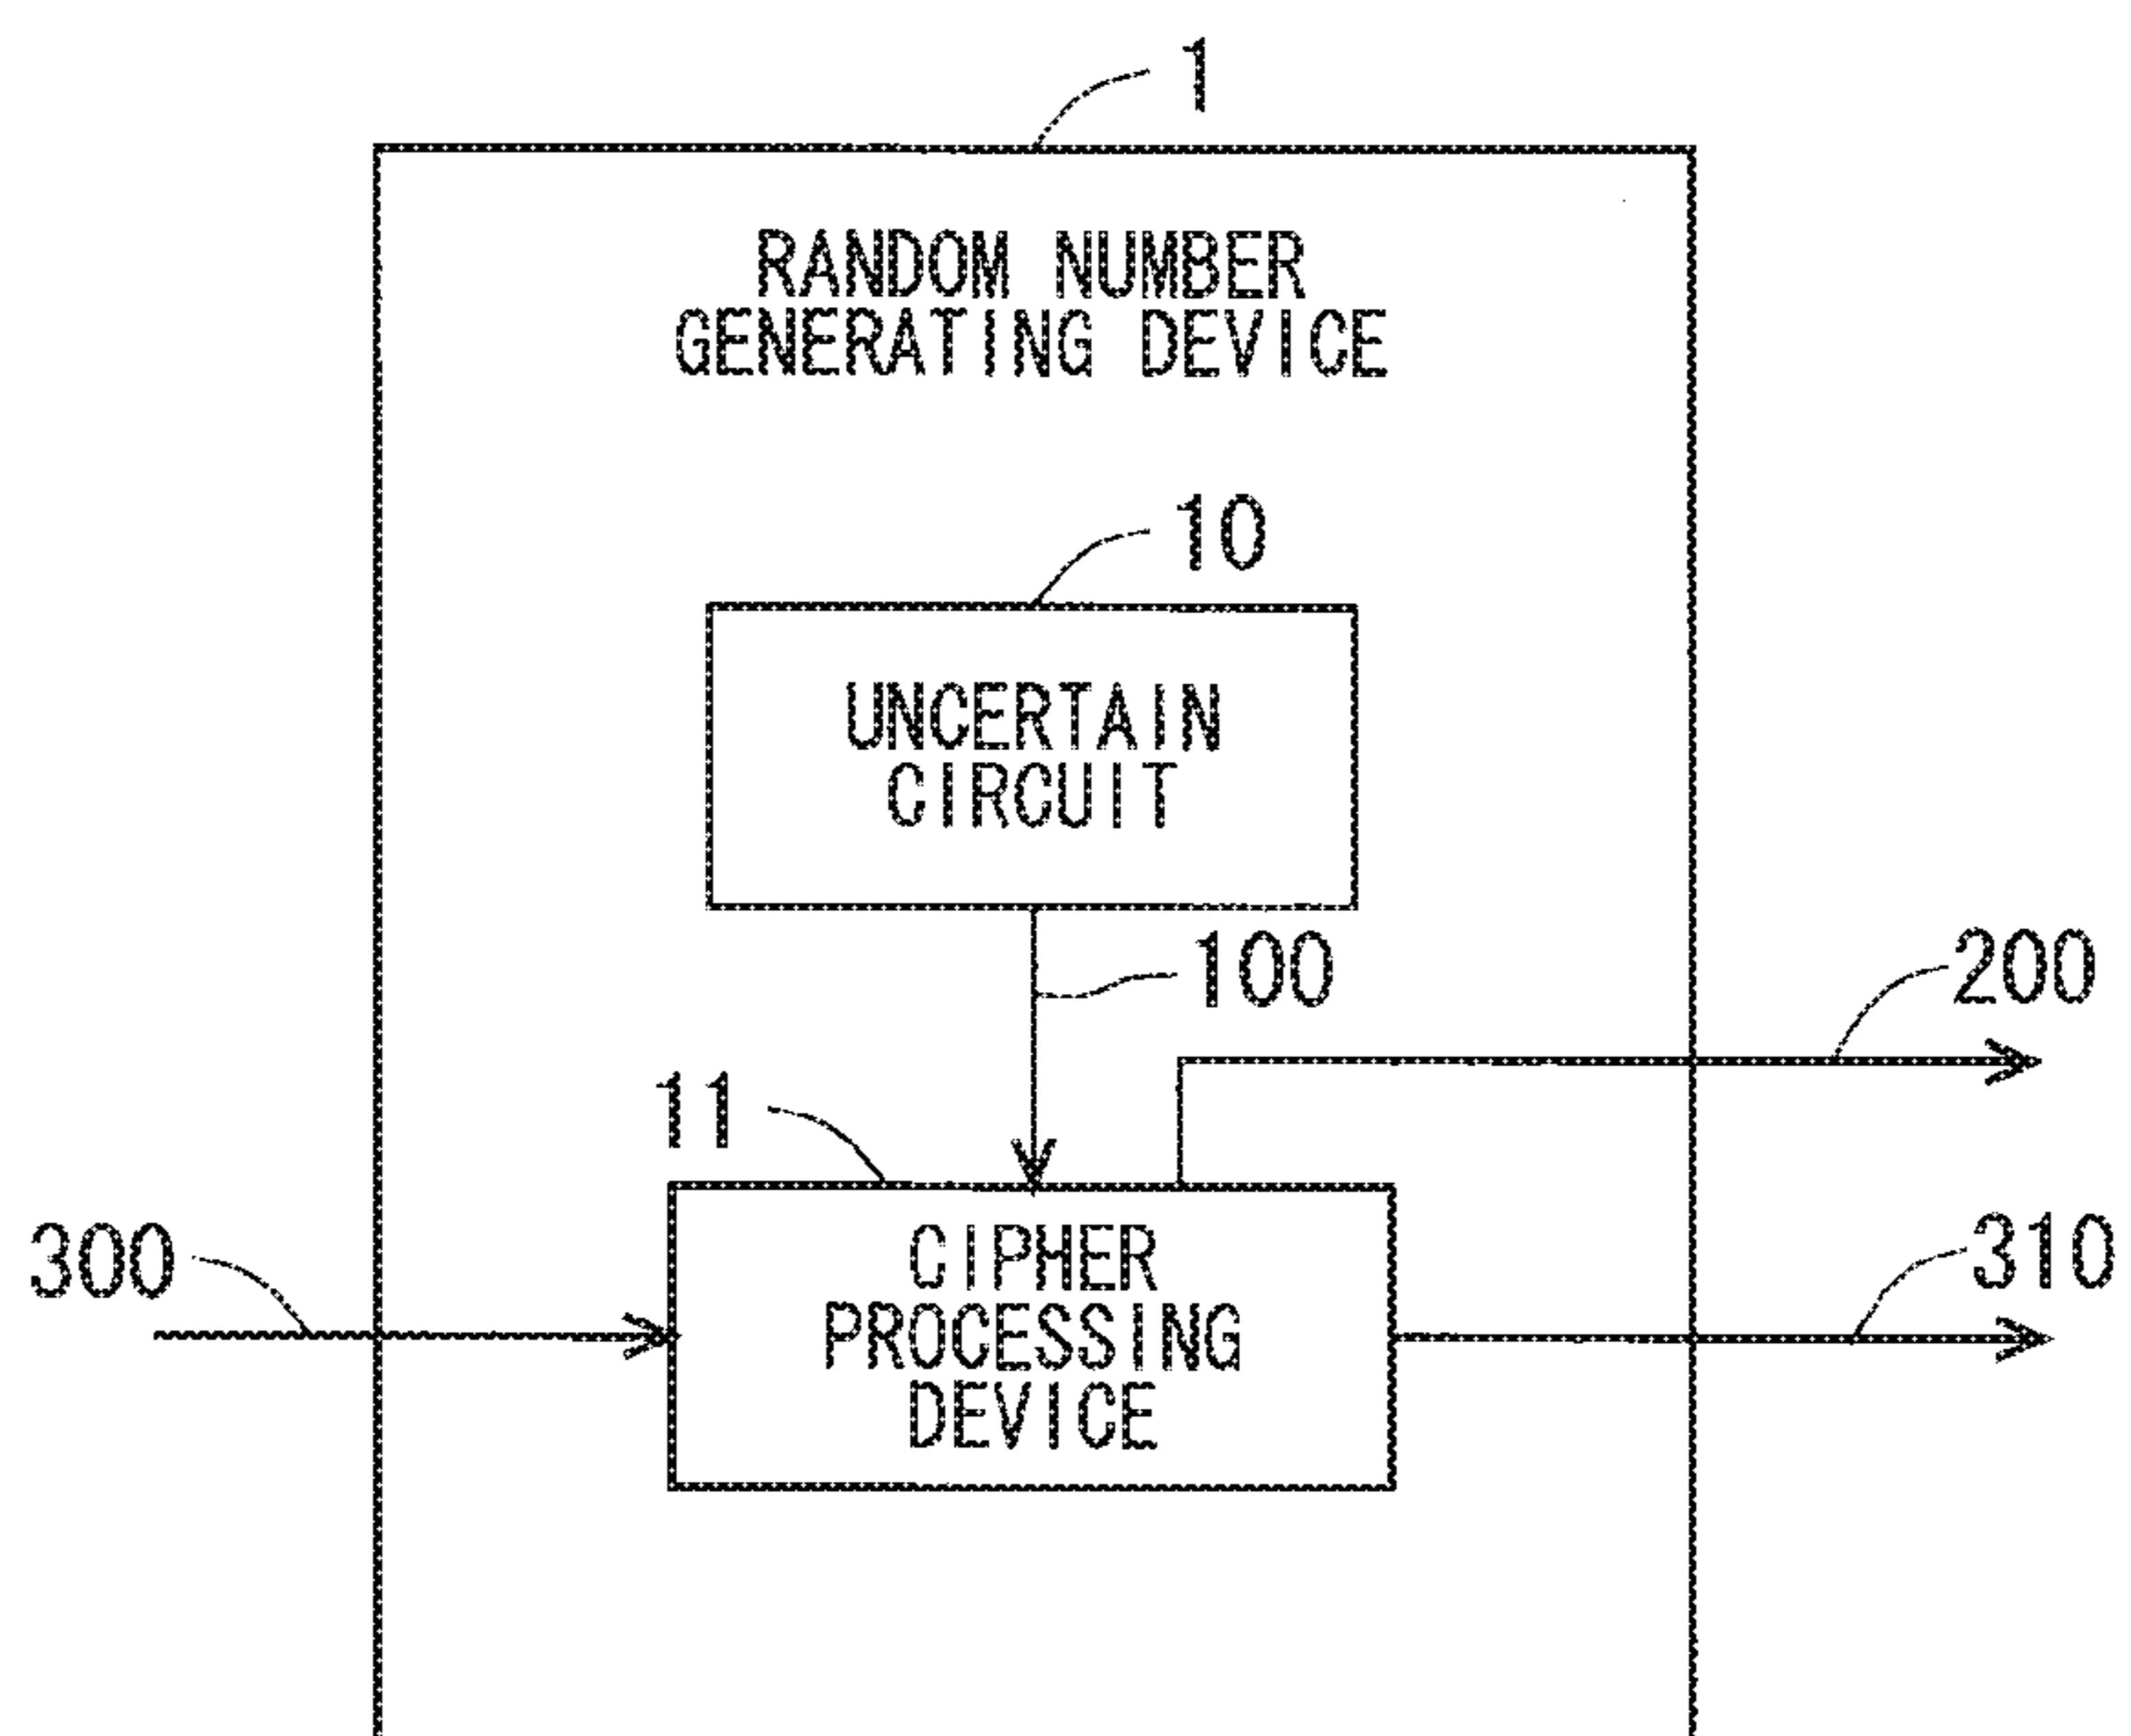 1
RANDOM NUMBER
GENERATING DEVICE
10
UNCERTAIN
CIRCUIT
100
200
11
300
CIPHER
PROCESSING
DEVICE
310